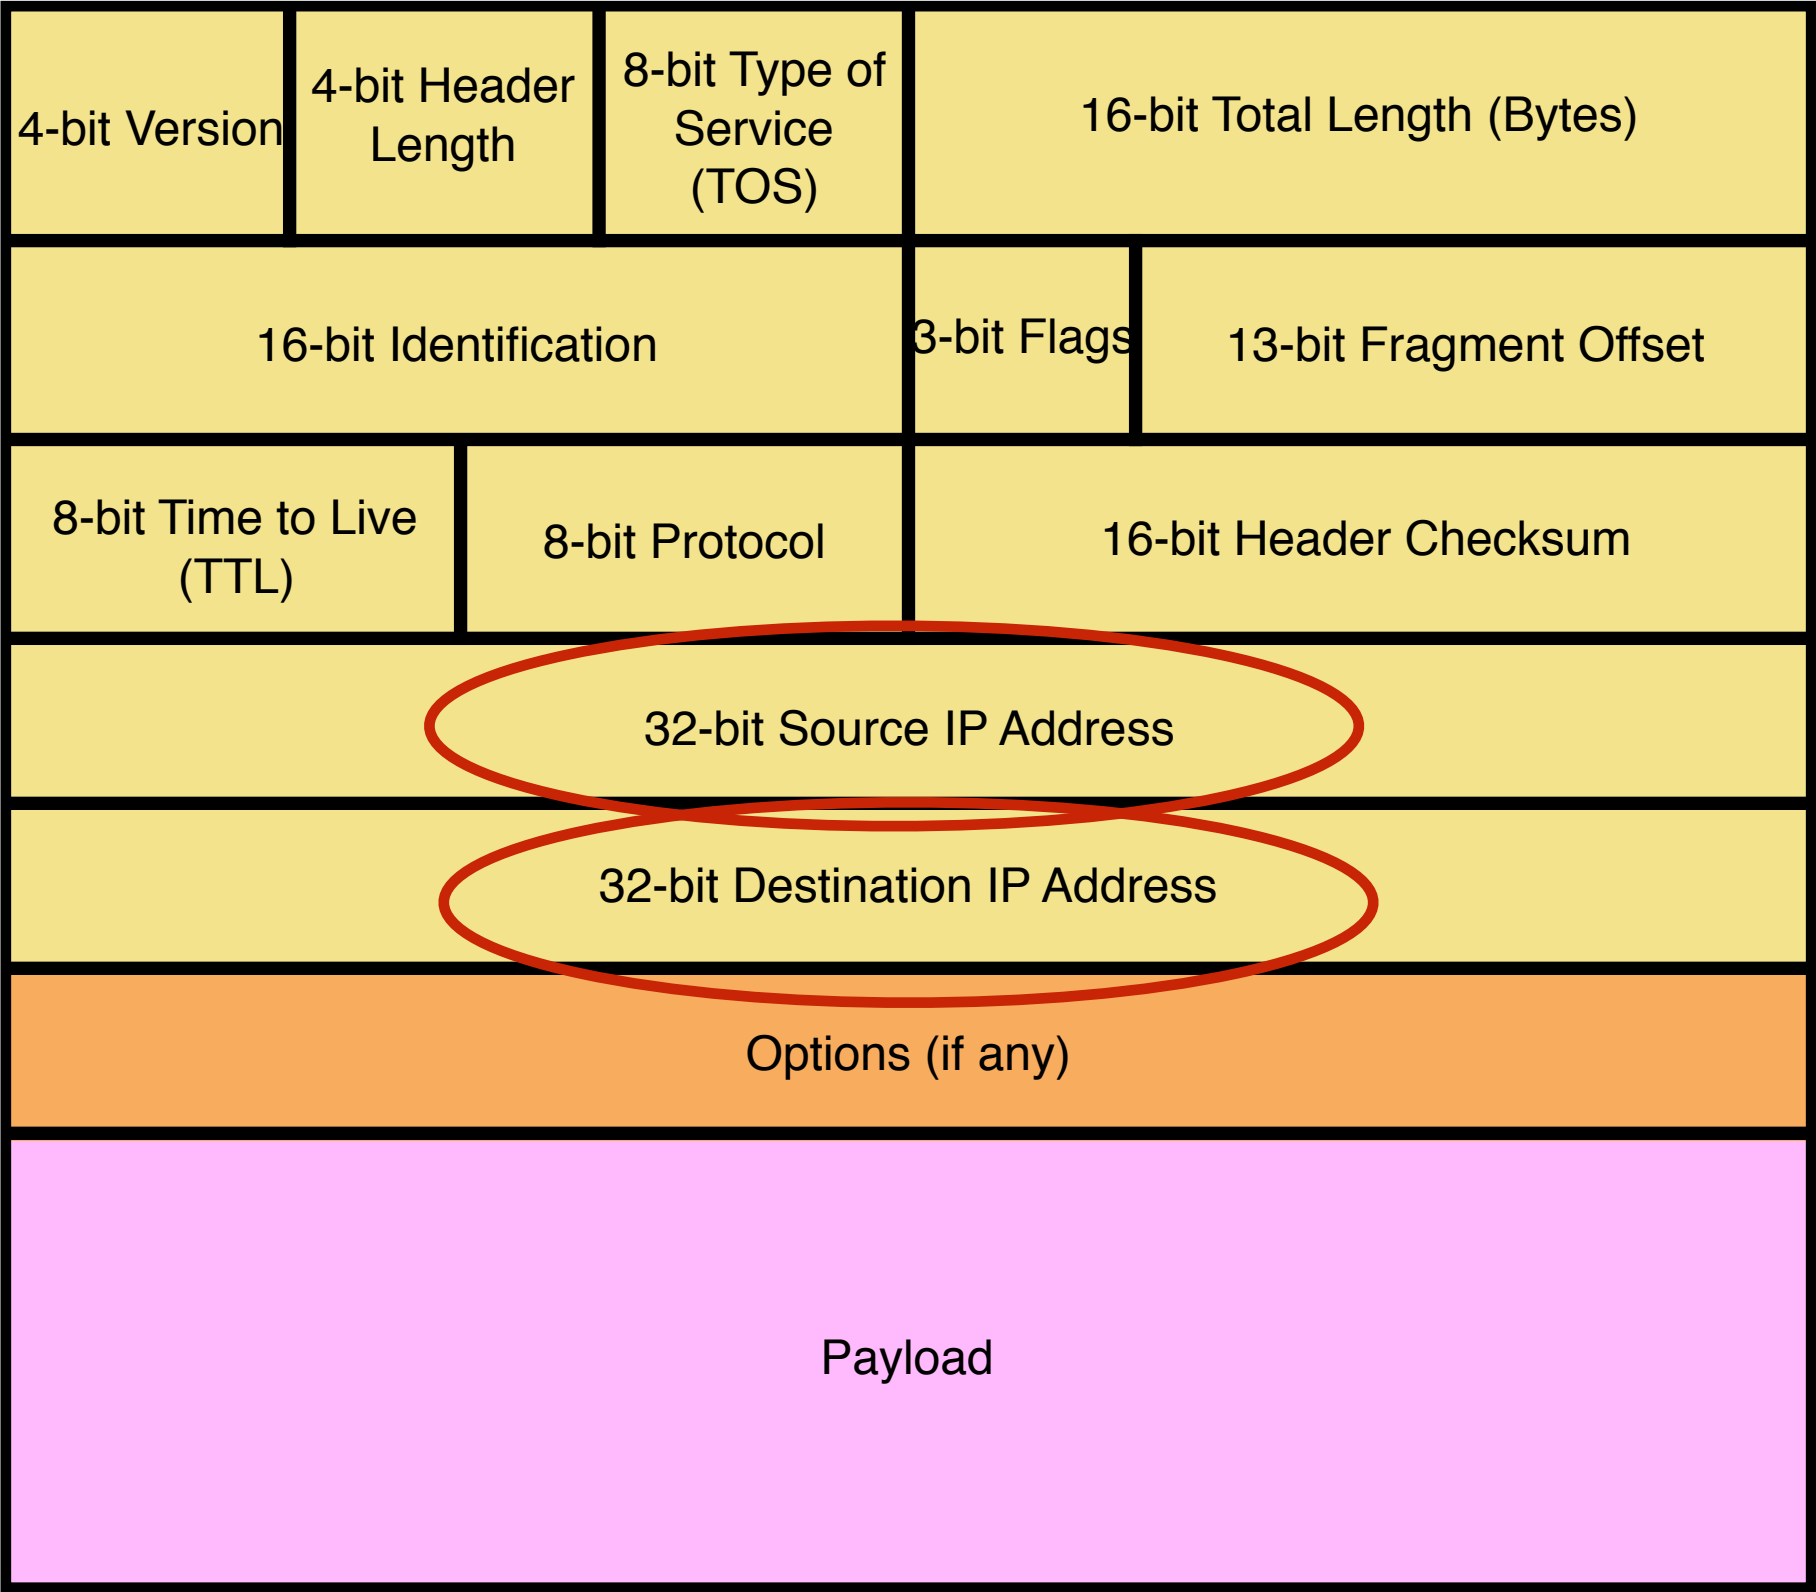 4-bit Version
4-bit Header
Length
8-bit Type of
Service
(TOS)
16-bit Total Length (Bytes)
16-bit Identification
3-bit Flags
13-bit Fragment Offset
8-bit Time to Live
(TTL)
8-bit Protocol
16-bit Header Checksum
32-bit Source IP Address
32-bit Destination IP Address
Options (if any)
Payload